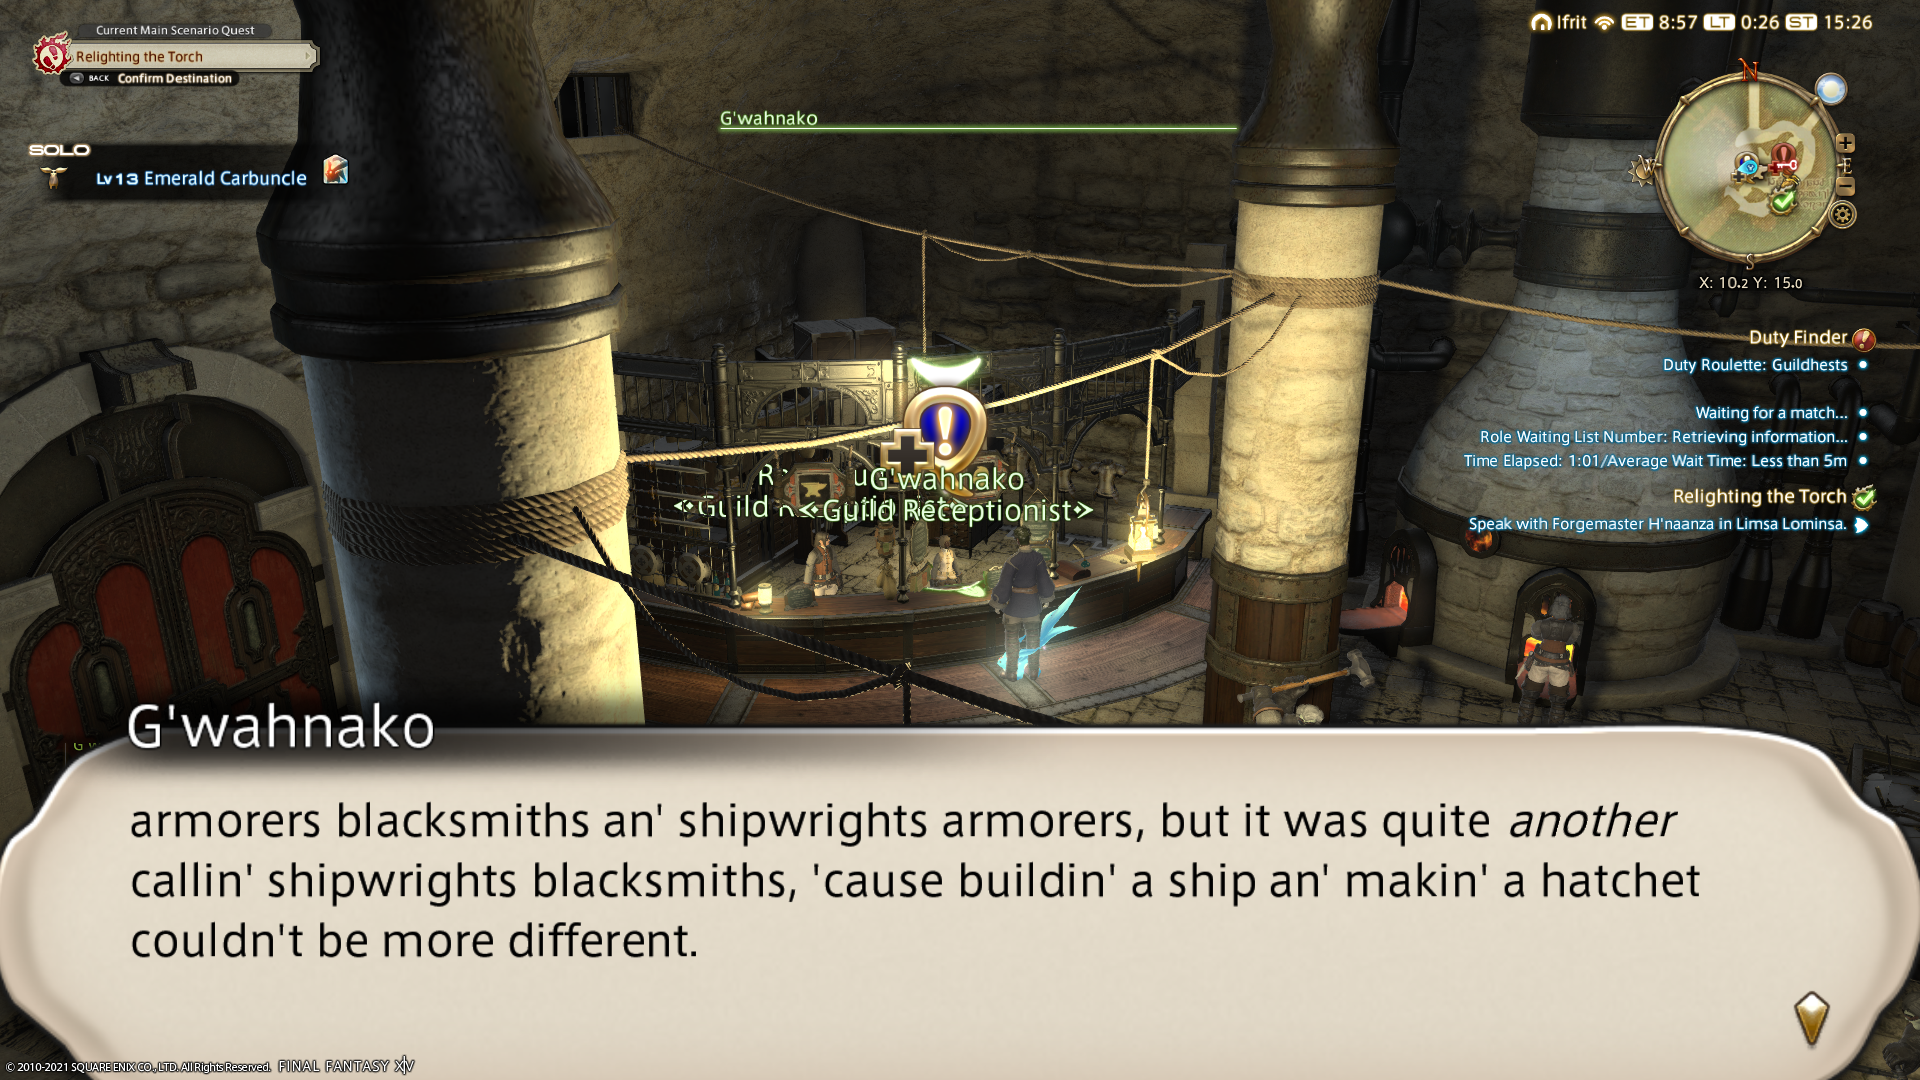 Current Main Scenario Quest
Relighting the Torch
BACK Confirm Destination
SOLO
Lv13 Emerald Carbuncle
G'wahnako
Ifrit ET 8:57 LT 0:26 ST 15:26
N
W
E
S
X: 10.2 Y: 15.0
Duty Finder
Duty Roulette: Guildhests
Waiting for a match...
Role Waiting List Number: Retrieving information...
Time Elapsed: 1:01/Average Wait Time: Less than 5m
Relighting the Torch
Speak with Forgemaster H'naanza in Limsa Lominsa.
G'wahnako
«Guild Receptionist»
G'wahnako
armorers blacksmiths an' shipwrights armorers, but it was quite another
callin' shipwrights blacksmiths, 'cause buildin' a ship an' makin' a hatchet
couldn't be more different.
© 2010-2021 SQUARE ENIX CO., LTD. All Rights Reserved. FINAL FANTASY XIV